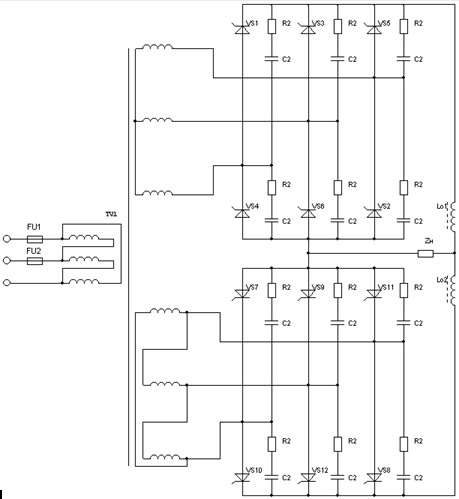 VS1 R2 VS3 R2 VS5 R2
C2 C2 C2
R2 R2 R2
VS4 C2 VS6 C2 VS2 C2
Lo1
TV1
FU1
FU2
Zн
Lo2
VS7 R2 VS9 R2 VS11 R2
C2 C2 C2
R2 R2 R2
VS10 C2 VS12 C2 VS8 C2